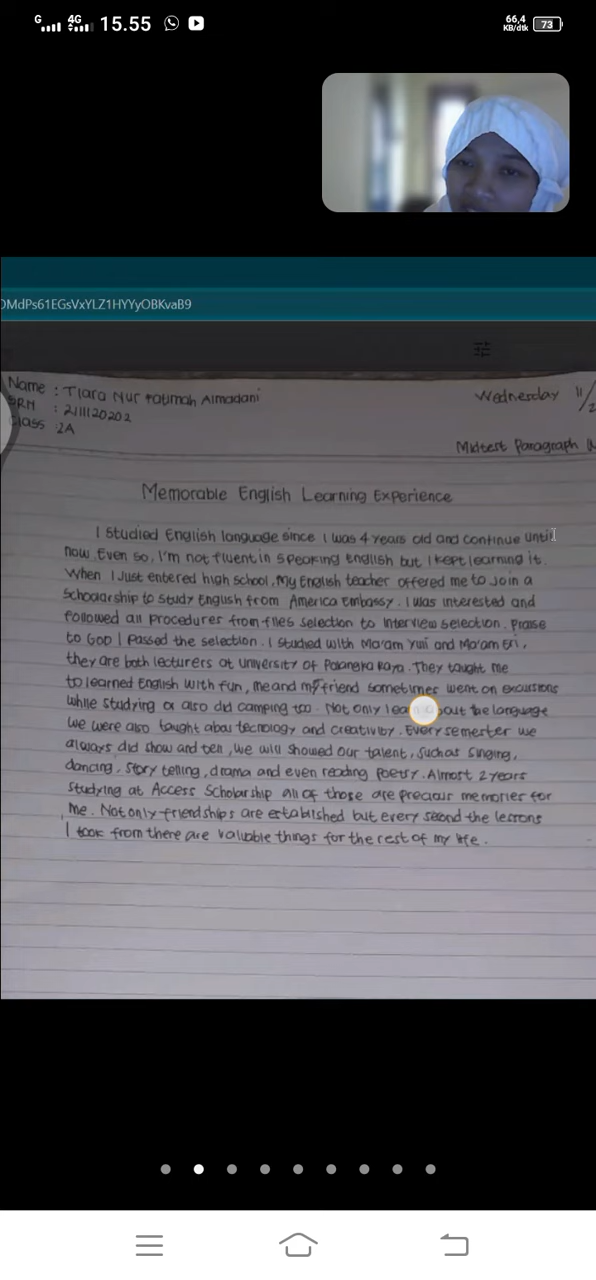 G 4G 15.55 66,4 KB/dtk 73
OMdPs61EGsVxYLZ1HYYyOBKvaB9
Name : Tiara Nur Fatimah Almadani
SRN : 2111120202
Class : 2A
Wednesday 11/2
Midtest Paragraph W
Memorable English Learning Experience
I studied English language since I was 4 years old and continue until
now. Even so, I'm not fluent in speaking English but I kept learning it.
When I Just entered high school, My English teacher offered me to Join a
Schoolarship to study English from America Embassy. I was interested and
followed all procedures from files selection to interview selection. Praise
to God I passed the selection. I studied with Ma'am Yuli and Ma'am Eri,
they are both lecturers at University of Palangka Raya. They taught me
to learned English with fun, me and my friend sometimes went on excursions
while studying or also did camping too. Not only lea bout the language
we were also taught about tecnology and creativity. Every semester we
always did show and tell, we will showed our talent, such as singing,
dancing, story telling, drama and even reading poetry. Almost 2 years
studying at Access Scholarship all of those are precious memories for
me. Not only friendships are established but every second the lessons
I took from there are valuable things for the rest of my life.